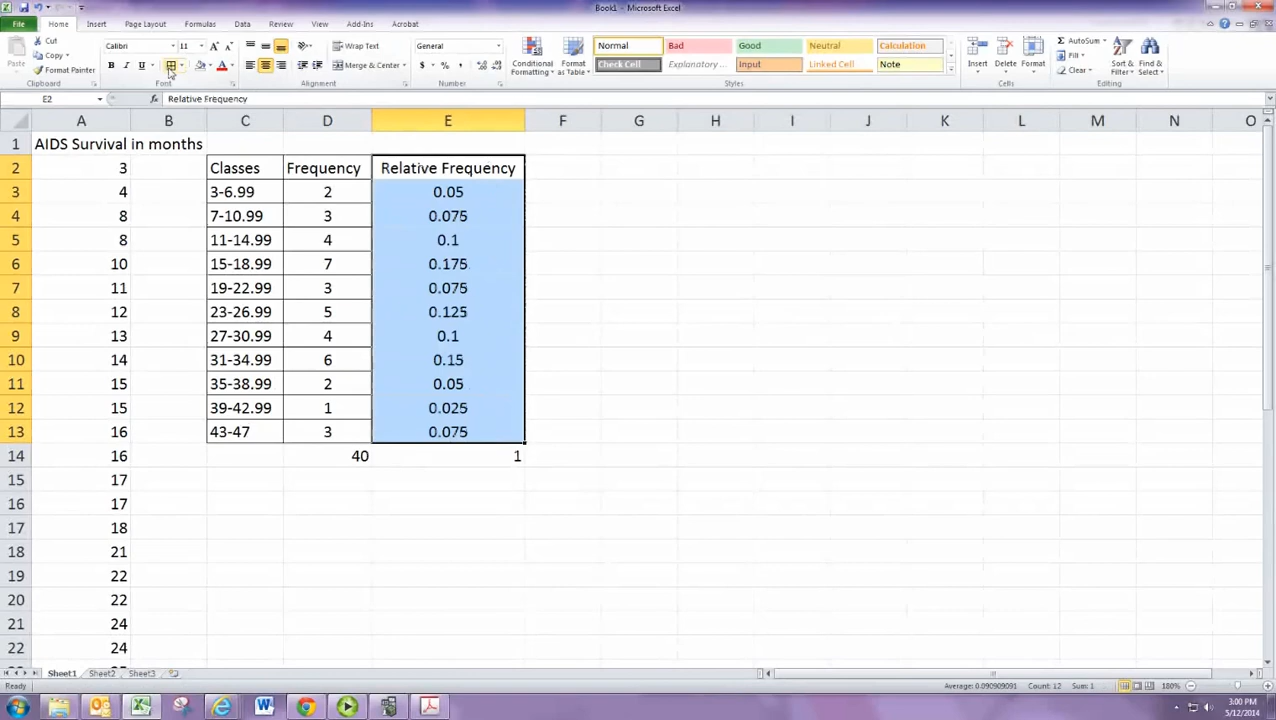 Book1 - Microsoft Excel
File Home Insert Page Layout Formulas Data Review View Add-Ins Acrobat
Cut Calibri 11 Wrap Text General Normal Bad Good Neutral Calculation AutoSum
Paste Copy Format Painter B I U Merge & Center $ % , Conditional Formatting Format as Table Check Cell Explanatory ... Input Linked Cell Note Insert Delete Format Fill Clear Sort & Filter Find & Select
Clipboard Font Alignment Number Styles Cells Editing
E2 fx Relative Frequency
A B C D E F G H I J K L M N O
1 AIDS Survival in months
2 3 Classes Frequency Relative Frequency
3 4 3-6.99 2 0.05
4 8 7-10.99 3 0.075
5 8 11-14.99 4 0.1
6 10 15-18.99 7 0.175
7 11 19-22.99 3 0.075
8 12 23-26.99 5 0.125
9 13 27-30.99 4 0.1
10 14 31-34.99 6 0.15
11 15 35-38.99 2 0.05
12 15 39-42.99 1 0.025
13 16 43-47 3 0.075
14 16 40 1
15 17
16 17
17 18
18 21
19 22
20 22
21 24
22 24
Sheet1 Sheet2 Sheet3
Ready Average: 0.090909091 Count: 12 Sum: 1 180%
3:00 PM
5/12/2014